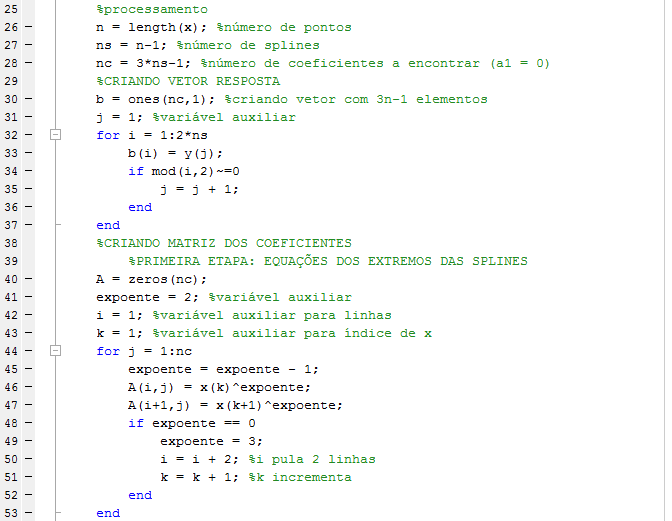 25 %processamento
26 – n = length(x); %número de pontos
27 – ns = n-1; %número de splines
28 – nc = 3*ns-1; %número de coeficientes a encontrar (a1 = 0)
29 %CRIANDO VETOR RESPOSTA
30 – b = ones(nc,1); %criando vetor com 3n-1 elementos
31 – j = 1; %variável auxiliar
32 – for i = 1:2*ns
33 – b(i) = y(j);
34 – if mod(i,2)~=0
35 – j = j + 1;
36 – end
37 – end
38 %CRIANDO MATRIZ DOS COEFICIENTES
39 %PRIMEIRA ETAPA: EQUAÇÕES DOS EXTREMOS DAS SPLINES
40 – A = zeros(nc);
41 – expoente = 2; %variável auxiliar
42 – i = 1; %variável auxiliar para linhas
43 – k = 1; %variável auxiliar para índice de x
44 – for j = 1:nc
45 – expoente = expoente - 1;
46 – A(i,j) = x(k)^expoente;
47 – A(i+1,j) = x(k+1)^expoente;
48 – if expoente == 0
49 – expoente = 3;
50 – i = i + 2; %i pula 2 linhas
51 – k = k + 1; %k incrementa
52 – end
53 – end